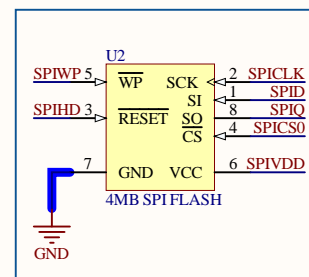 U2
SPIWP 5 WP SCK 2 SPICLK
SI 1 SPID
SPIHD 3 RESET SO 8 SPIQ
CS 4 SPICS0
7 GND VCC 6 SPIVDD
4MB SPI FLASH
GND